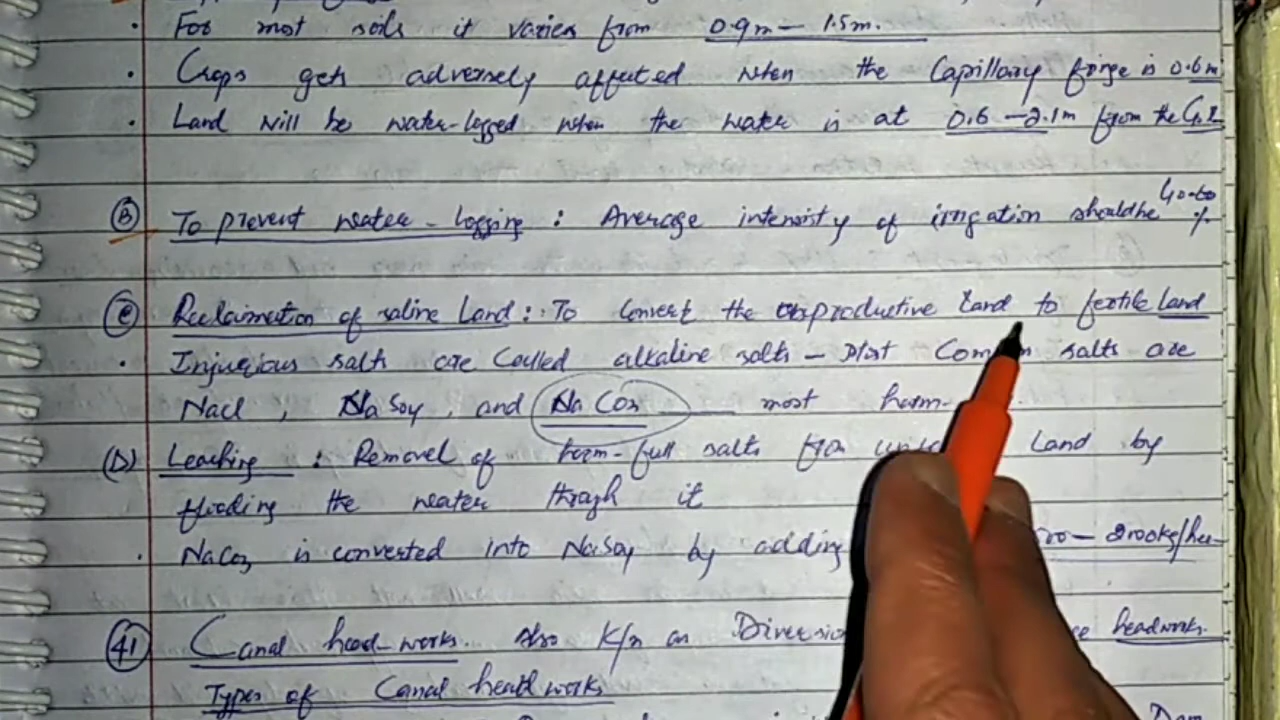 • For most soils it varies from 0.9m – 1.5m.
• Crops gets adversely affected when the Capillary forge is 0.6m
• Land will be water-logged when the water is at 0.6 – 2.1m from the G.L
(B) To prevent water-logging : Average intensity of irrigation should be 40-60 %.
(C) Reclaimation of saline Land : To Convert the unproductive Land to fertile land
• Injurious salts are Called alkaline salts – Most Common salts are
Nacl , Na So4 , and Na Co3 most harm-
(D) Leaching : Removal of harm-full salts from Land by
flooding the water through it
• NaCo3 is converted into NaSo4 by adding 2000kg/hec
(41) Canal head-works. Also K/n as Diversion headworks.
Types of Canal headworks
Dam